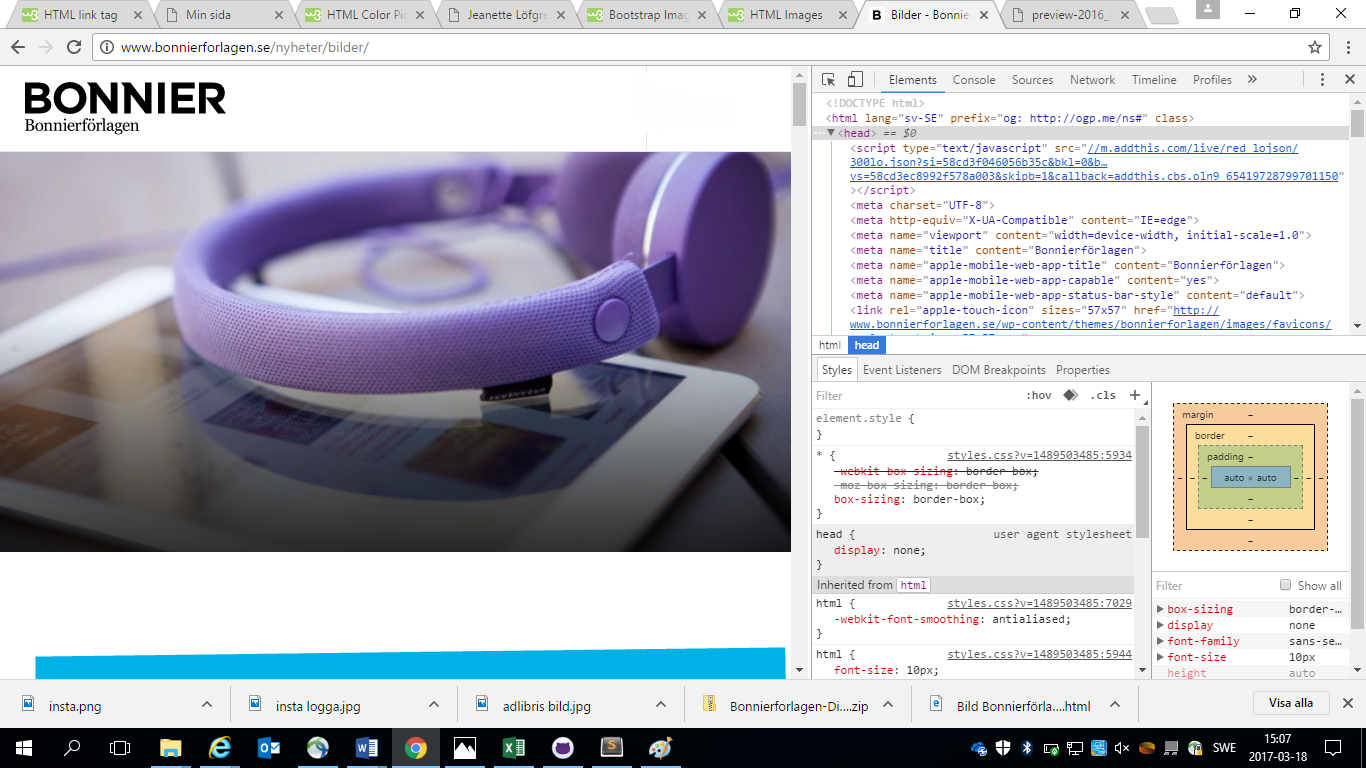 HTML link tag
Min sida
HTML Color Pi
Jeanette Löfgre
Bootstrap Imag
HTML Images
Bilder - Bonnie
preview-2016_
www.bonnierforlagen.se/nyheter/bilder/
BONNIER
Bonnierförlagen
Elements Console Sources Network Timeline Profiles »
<!DOCTYPE html>
<html lang="sv-SE" prefix="og: http://ogp.me/ns#" class>
<head> == $0
<script type="text/javascript" src="//m.addthis.com/live/red_lojson/
300lo.json?si=58cd3f046056b35c&bkl=0&b…
vs=58cd3ec8992f578a003&skipb=1&callback=addthis.cbs.oln9_65419728799701150"
></script>
<meta charset="UTF-8">
<meta http-equiv="X-UA-Compatible" content="IE=edge">
<meta name="viewport" content="width=device-width, initial-scale=1.0">
<meta name="title" content="Bonnierförlagen">
<meta name="apple-mobile-web-app-title" content="Bonnierförlagen">
<meta name="apple-mobile-web-app-capable" content="yes">
<meta name="apple-mobile-web-app-status-bar-style" content="default">
<link rel="apple-touch-icon" sizes="57x57" href="http://
www.bonnierforlagen.se/wp-content/themes/bonnierforlagen/images/favicons/
html head
Styles Event Listeners DOM Breakpoints Properties
Filter :hov .cls +
element.style {
}
* { styles.css?v=1489503485:5934
-webkit-box-sizing: border-box;
-moz-box-sizing: border-box;
box-sizing: border-box;
}
head { user agent stylesheet
display: none;
}
Inherited from html
html { styles.css?v=1489503485:7029
-webkit-font-smoothing: antialiased;
}
html { styles.css?v=1489503485:5944
font-size: 10px;
margin –
border –
padding –
– – – auto × auto – – –
–
–
–
Filter Show all
box-sizing border-…
display none
font-family sans-se…
font-size 10px
height auto
insta.png
insta logga.jpg
adlibris bild.jpg
Bonnierforlagen-Di....zip
Bild Bonnierförla....html
Visa alla
SWE
15:07
2017-03-18